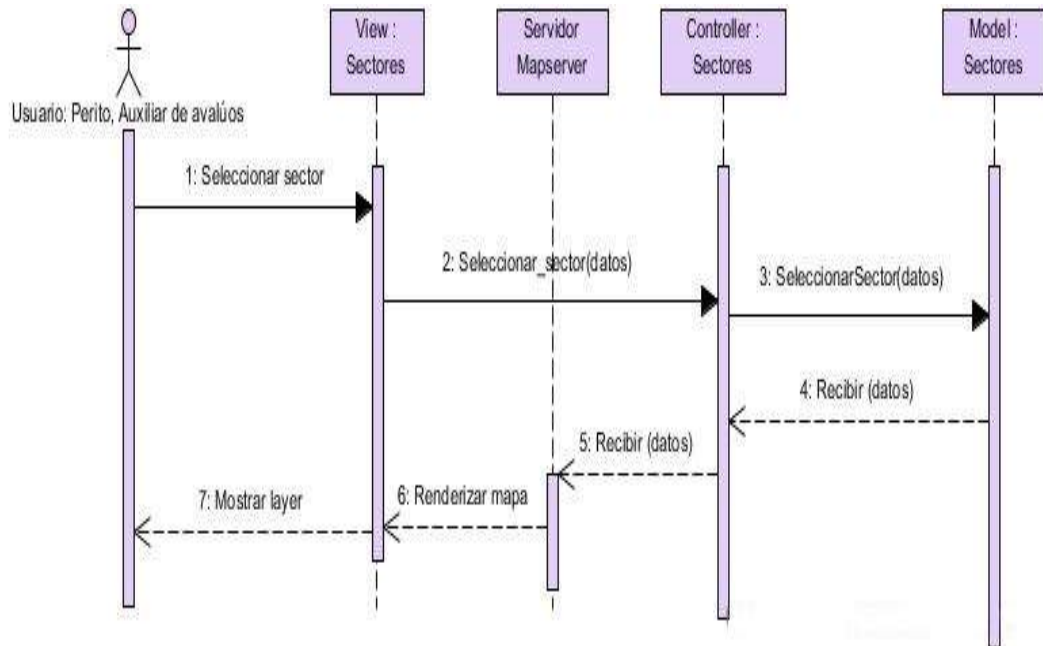 View :
Sectores
Servidor
Mapserver
Controller :
Sectores
Model :
Sectores
Usuario: Perito, Auxiliar de avalúos
1: Seleccionar sector
2: Seleccionar_sector(datos)
3: SeleccionarSector(datos)
4: Recibir (datos)
5: Recibir (datos)
6: Renderizar mapa
7: Mostrar layer